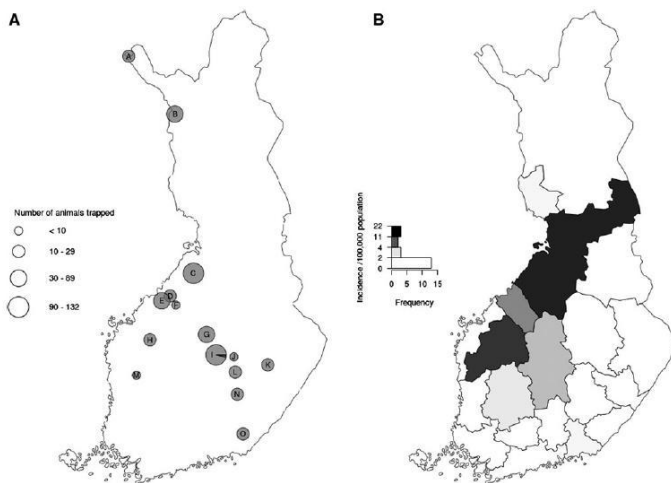 A
B
A
B
Number of animals trapped
< 10
10 - 29
30 - 89
90 - 132
C
D
E
F
G
H
I
J
K
L
M
N
O
Incidence /100,000 population
22
11
4
2
0
0
5
10
15
Frequency